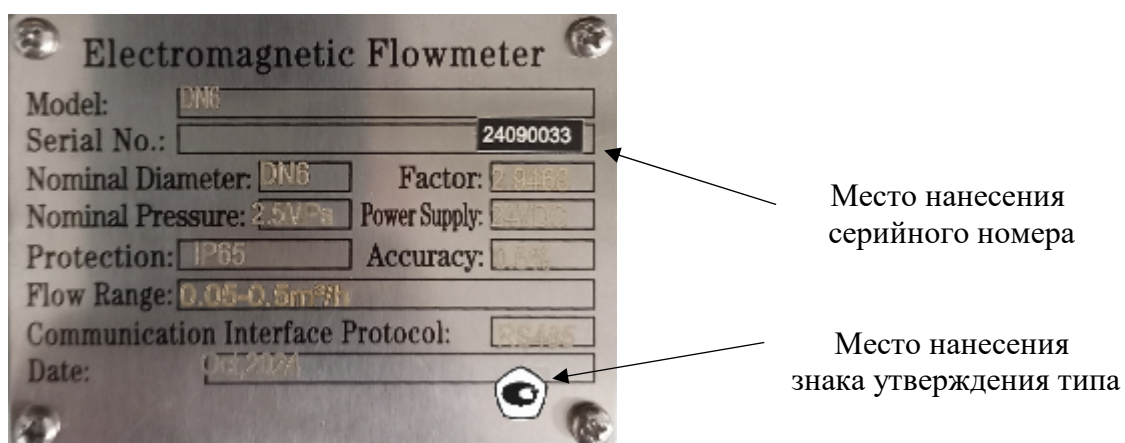 Electromagnetic Flowmeter
Model: DN6
Serial No.: 24090033
Nominal Diameter: DN6 Factor: 2.9468
Nominal Pressure: 2.5MPa Power Supply: 24VDC
Protection: IP65 Accuracy: 0.5%
Flow Range: 0.05-0.5m³/h
Communication Interface Protocol: RS485
Date: Oct,2024
Место нанесения
серийного номера
Место нанесения
знака утверждения типа